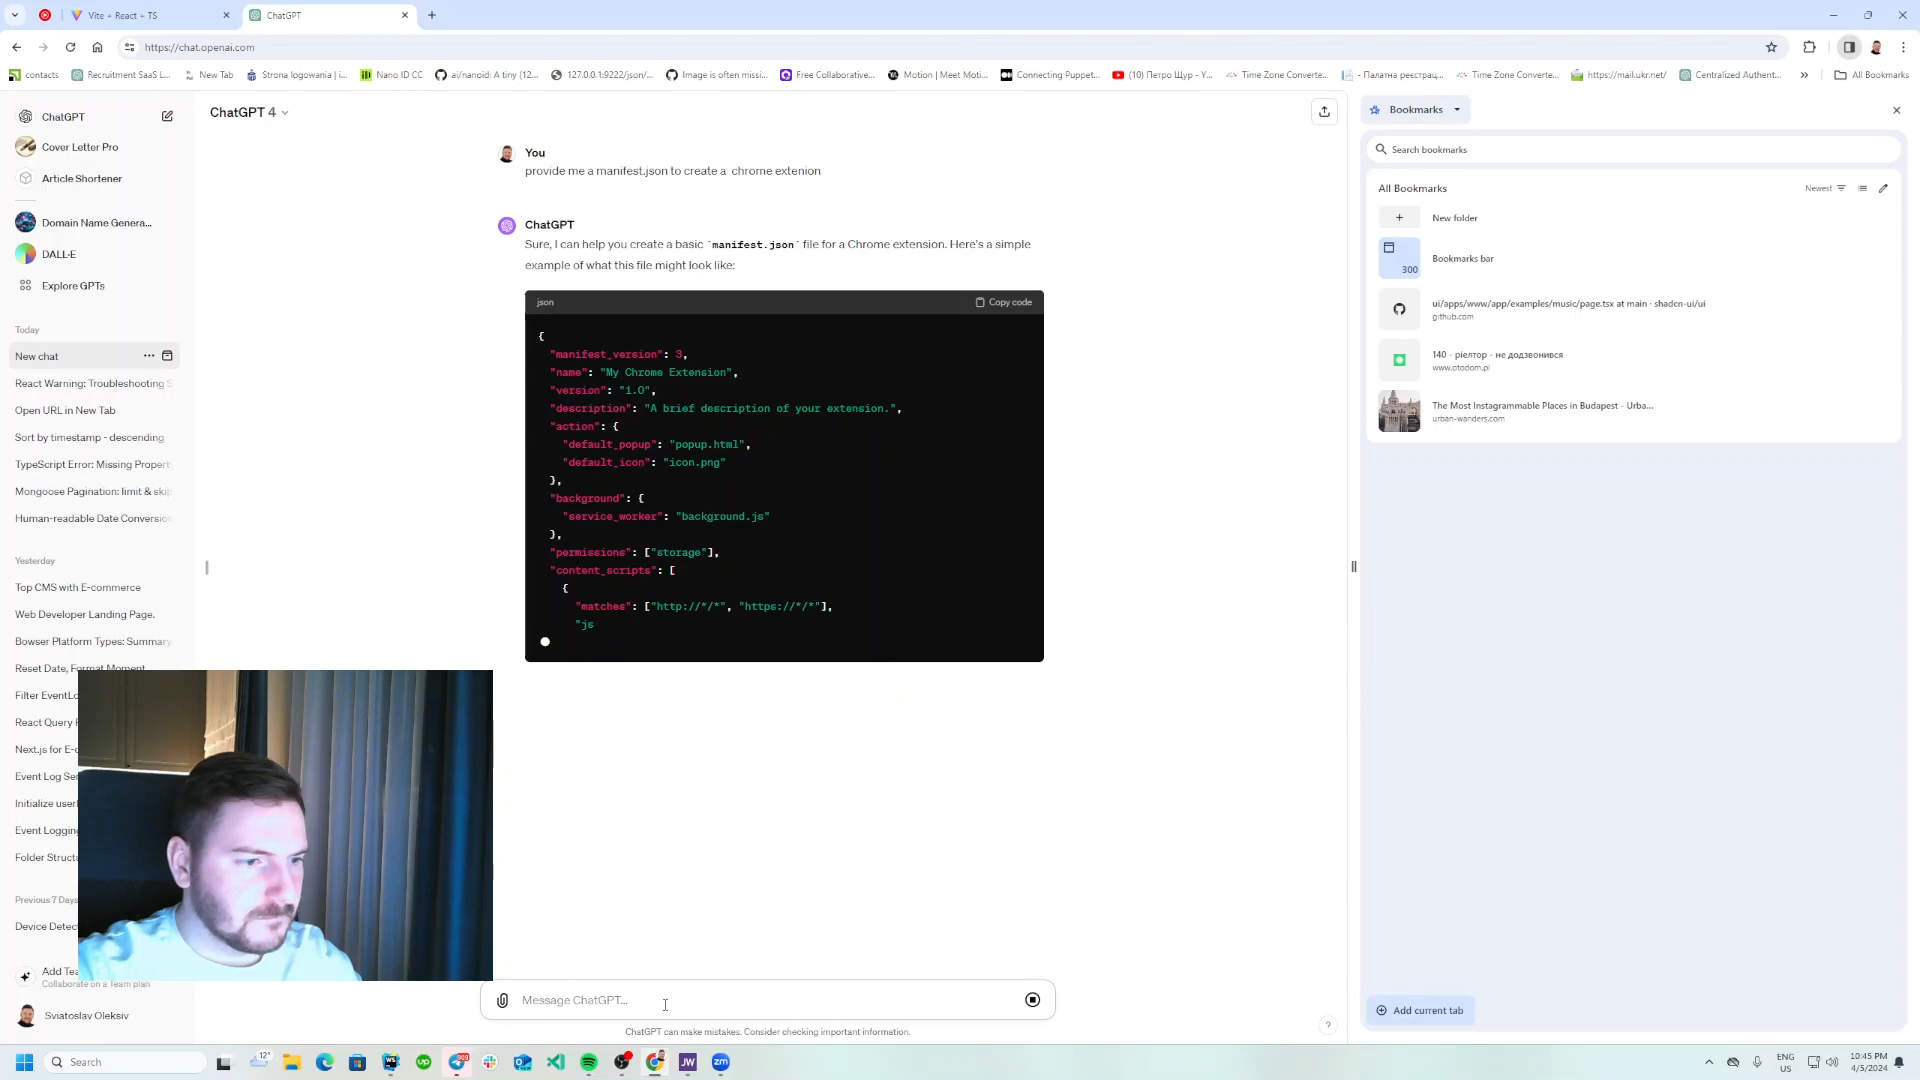 Vite + React + TS
ChatGPT
https://chat.openai.com
contacts
Recruitment SaaS L...
New Tab
Strona logowania | i...
Nano ID CC
ai/nanoid: A tiny (12...
127.0.0.1:9222/json/...
Image is often missi...
Free Collaborative...
Motion | Meet Moti...
Connecting Puppet...
(10) Петро Щур - Y...
Time Zone Converte...
- Палатна реєстрац...
Time Zone Converte...
https://mail.ukr.net/
Centralized Authent...
All Bookmarks
ChatGPT
Cover Letter Pro
Article Shortener
Domain Name Genera...
DALL·E
Explore GPTs
Today
New chat
React Warning: Troubleshooting S
Open URL in New Tab
Sort by timestamp - descending
TypeScript Error: Missing Propert
Mongoose Pagination: limit & skip
Human-readable Date Conversion
Yesterday
Top CMS with E-commerce
Web Developer Landing Page.
Bowser Platform Types: Summary
Reset Date, Format Moment
Filter EventLo
React Query
Next.js for E-c
Event Log Ser
Initialize userI
Event Logging
Folder Structu
Previous 7 Days
Device Detect
Add Tea
Collaborate on a Team plan
Sviatoslav Oleksiv
ChatGPT 4
You
provide me a manifest.json to create a  chrome extenion
ChatGPT
Sure, I can help you create a basic `manifest.json` file for a Chrome extension. Here's a simple
example of what this file might look like:
json
Copy code
{
"manifest_version": 3,
"name": "My Chrome Extension",
"version": "1.0",
"description": "A brief description of your extension.",
"action": {
"default_popup": "popup.html",
"default_icon": "icon.png"
},
"background": {
"service_worker": "background.js"
},
"permissions": ["storage"],
"content_scripts": [
{
"matches": ["http://*/*", "https://*/*"],
"js
Message ChatGPT...
ChatGPT can make mistakes. Consider checking important information.
?
Bookmarks
Search bookmarks
All Bookmarks
Newest
New folder
300
Bookmarks bar
ui/apps/www/app/examples/music/page.tsx at main · shadcn-ui/ui
github.com
140 - ріелтор - не додзвонився
www.otodom.pl
The Most Instagrammable Places in Budapest - Urba...
urban-wanders.com
Add current tab
Search
12°
WS
up
JW
zm
ENG
US
10:45 PM
4/5/2024